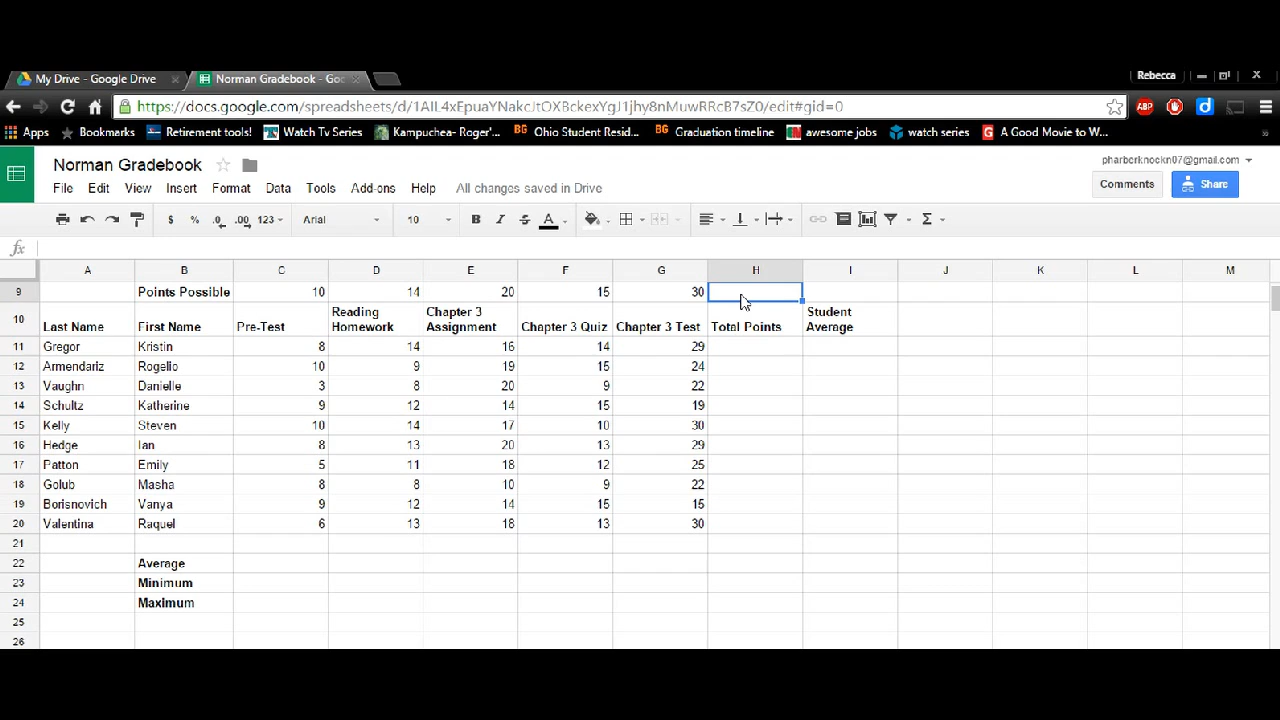 My Drive - Google Drive
Norman Gradebook - Goo
Rebecca
https://docs.google.com/spreadsheets/d/1AIL4xEpuaYNakcJtOXBckexYgJ1jhy8nMuwRRcB7sZ0/edit#gid=0
ABP
d
Apps Bookmarks Retirement tools! Watch Tv Series Kampuchea- Roger'... BG Ohio Student Resid... BG Graduation timeline awesome jobs watch series G A Good Movie to W... »
Norman Gradebook
pharborknockn07@gmail.com
File Edit View Insert Format Data Tools Add-ons Help All changes saved in Drive
Comments Share
$ % .0 .00 123 Arial 10 B I S A Σ
fx
A B C D E F G H I J K L M
9 Points Possible 10 14 20 15 30
10 Last Name First Name Pre-Test Reading Homework Chapter 3 Assignment Chapter 3 Quiz Chapter 3 Test Total Points Student Average
11 Gregor Kristin 8 14 16 14 29
12 Armendariz Rogelio 10 9 19 15 24
13 Vaughn Danielle 3 8 20 9 22
14 Schultz Katherine 9 12 14 15 19
15 Kelly Steven 10 14 17 10 30
16 Hedge Ian 8 13 20 13 29
17 Patton Emily 5 11 18 12 25
18 Golub Masha 8 8 10 9 22
19 Borisnovich Vanya 9 12 14 15 15
20 Valentina Raquel 6 13 18 13 30
21
22 Average
23 Minimum
24 Maximum
25
26